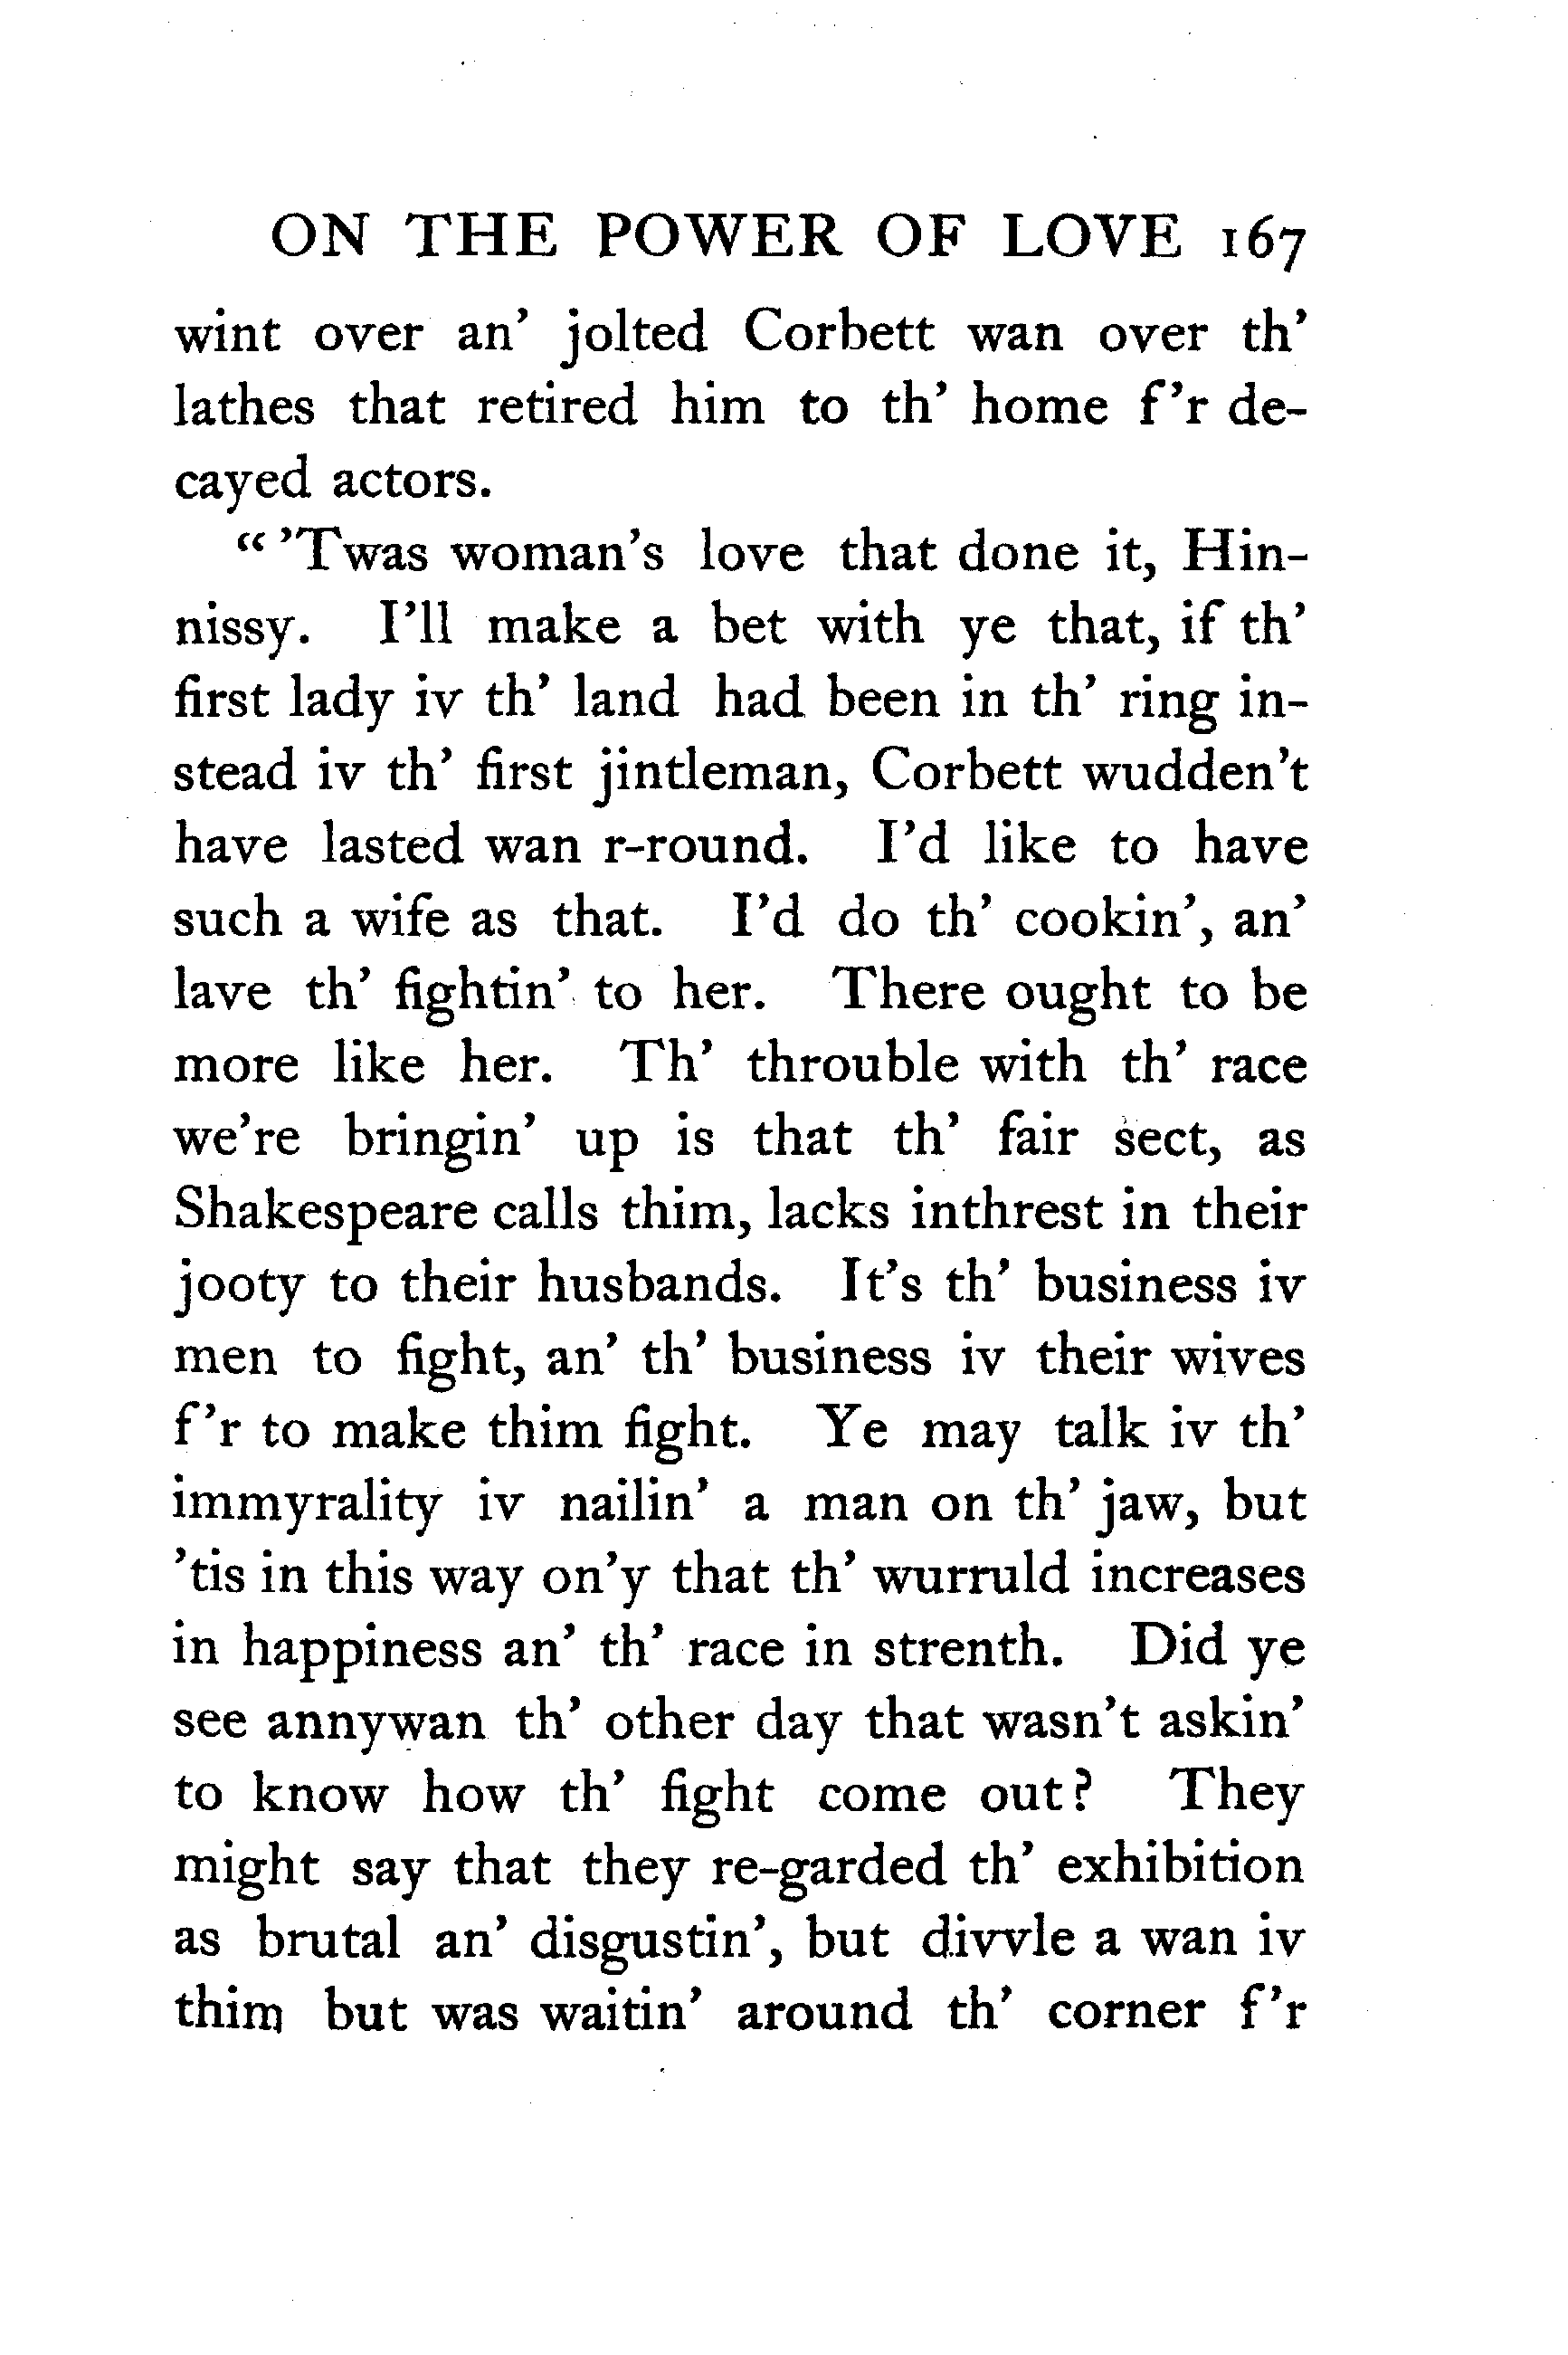 ON THE POWER OF LOVE 167
wint over an' jolted Corbett wan over th'
lathes that retired him to th' home f'r de-
cayed actors.
" 'Twas woman's love that done it, Hin-
nissy. I'll make a bet with ye that, if th'
first lady iv th' land had been in th' ring in-
stead iv th' first jintleman, Corbett wudden't
have lasted wan r-round. I'd like to have
such a wife as that. I'd do th' cookin', an'
lave th' fightin' to her. There ought to be
more like her. Th' throuble with th' race
we're bringin' up is that th' fair sect, as
Shakespeare calls thim, lacks inthrest in their
jooty to their husbands. It's th' business iv
men to fight, an' th' business iv their wives
f'r to make thim fight. Ye may talk iv th'
immyrality iv nailin' a man on th' jaw, but
'tis in this way on'y that th' wurruld increases
in happiness an' th' race in strenth. Did ye
see annywan th' other day that wasn't askin'
to know how th' fight come out? They
might say that they re-garded th' exhibition
as brutal an' disgustin', but divvle a wan iv
thim but was waitin' around th' corner f'r